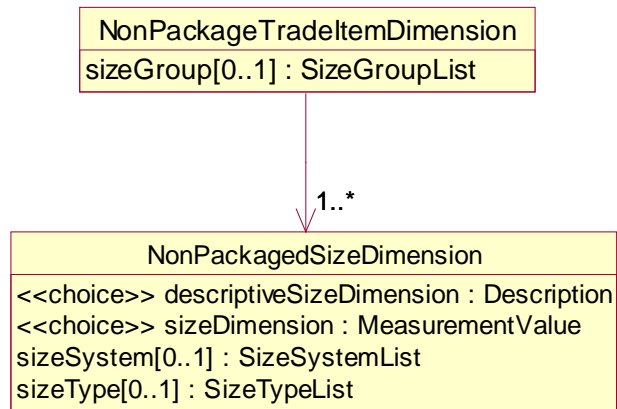 NonPackageTradeItemDimension
sizeGroup[0..1] : SizeGroupList
1..*
NonPackagedSizeDimension
<<choice>> descriptiveSizeDimension : Description
<<choice>> sizeDimension : MeasurementValue
sizeSystem[0..1] : SizeSystemList
sizeType[0..1] : SizeTypeList